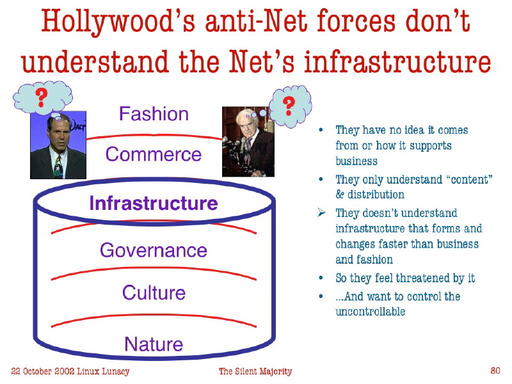 Hollywood's anti-Net forces don't
understand the Net's infrastructure
?
?
Fashion
Commerce
Infrastructure
Governance
Culture
Nature
• They have no idea it comes
from or how it supports
business
• They only understand "content"
& distribution
➢ They doesn't understand
infrastructure that forms and
changes faster than business
and fashion
• So they feel threatened by it
• ...And want to control the
uncontrollable
22 October 2002 Linux Lunacy
The Silent Majority
80